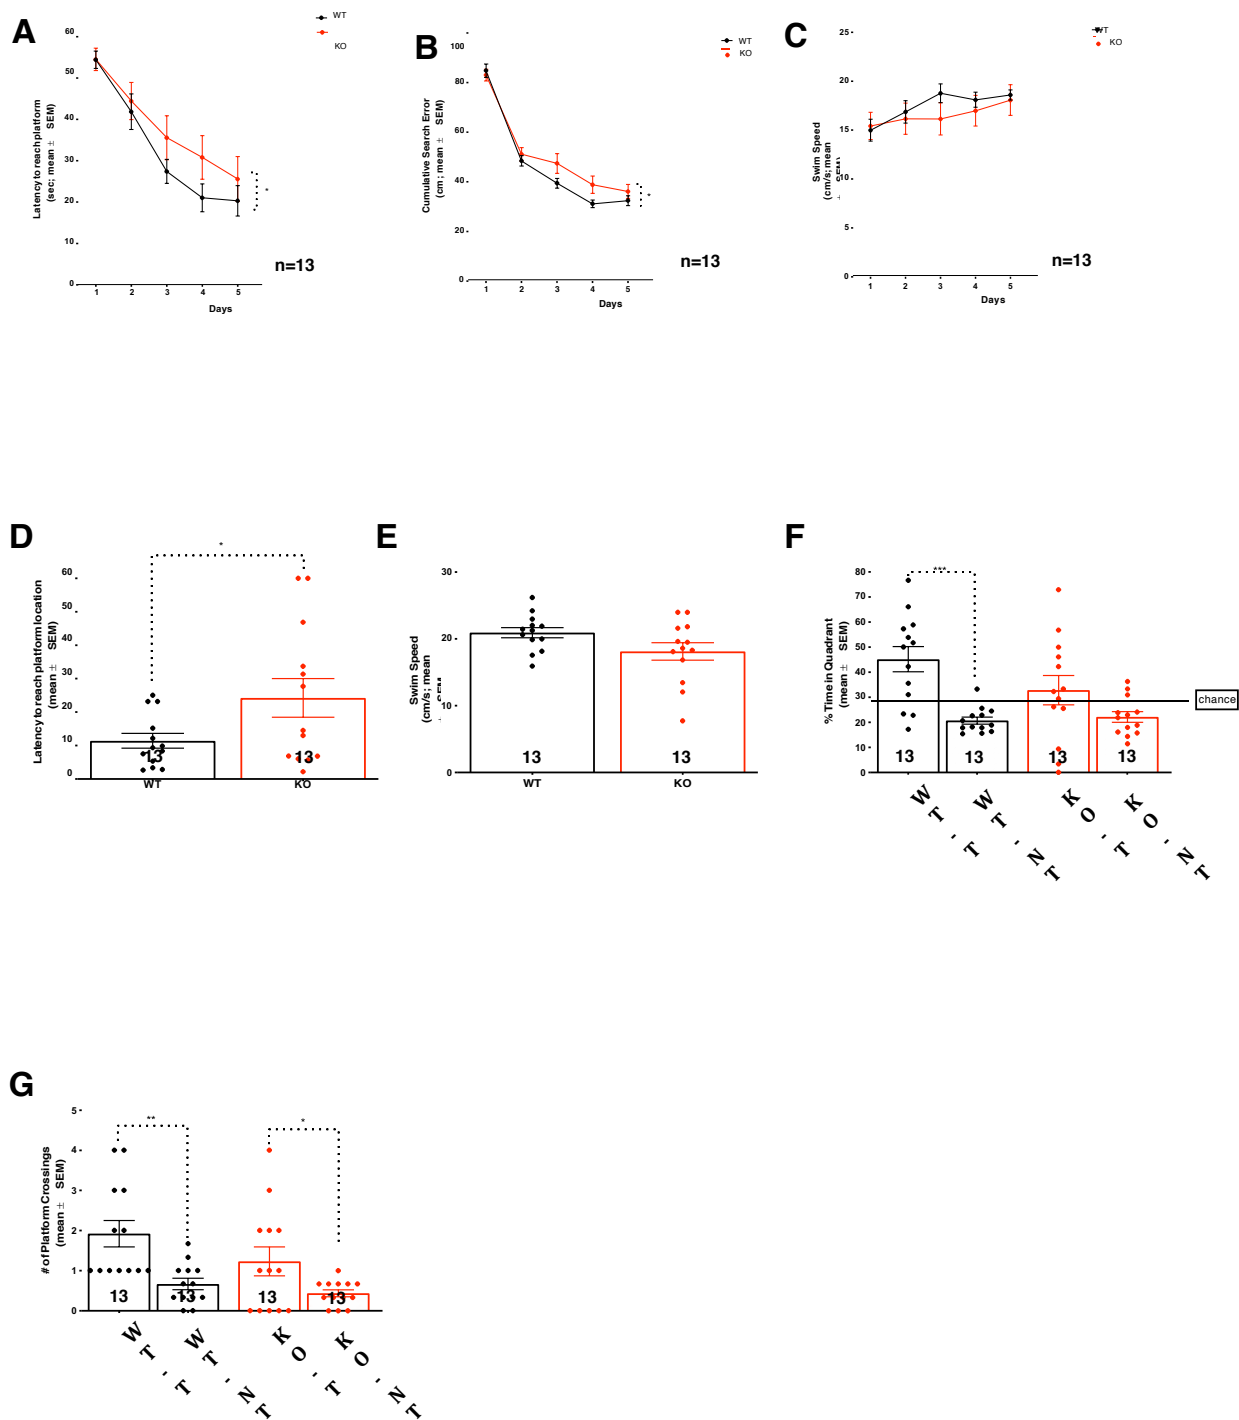 A
WT
KO
60
50
40
30
20
10
0
Latency to reach platform
(sec; mean ± SEM)
*
n=13
1 2 3 4 5
Days
B
WT
KO
100
80
60
40
20
0
Cumulative Search Error
(cm; mean ± SEM)
*
n=13
1 2 3 4 5
Days
C
WT
KO
25
20
15
10
5
0
Swim Speed
(cm/s; mean
± SEM)
n=13
1 2 3 4 5
Days
D
*
60
50
40
30
20
10
0
Latency to reach platform location
(mean ± SEM)
13 13
WT KO
E
30
20
10
0
Swim Speed
(cm/s; mean
± SEM
13 13
WT KO
F
***
80
70
60
50
40
30
20
10
0
% Time in Quadrant
(mean ± SEM)
chance
13 13 13 13
WT-T WT-NT KO-T KO-NT
G
** *
5
4
3
2
1
0
# of Platform Crossings
(mean ± SEM)
13 13 13 13
WT-T WT-NT KO-T KO-NT